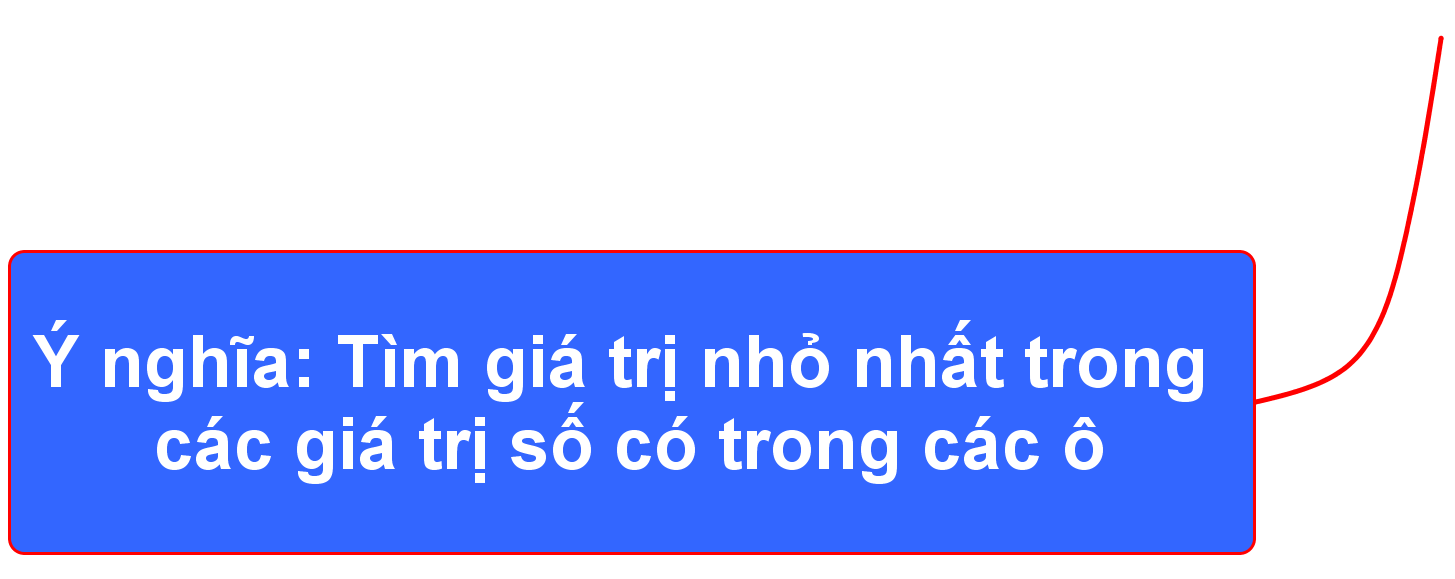 Ý nghĩa: Tìm giá trị nhỏ nhất trong
các giá trị số có trong các ô